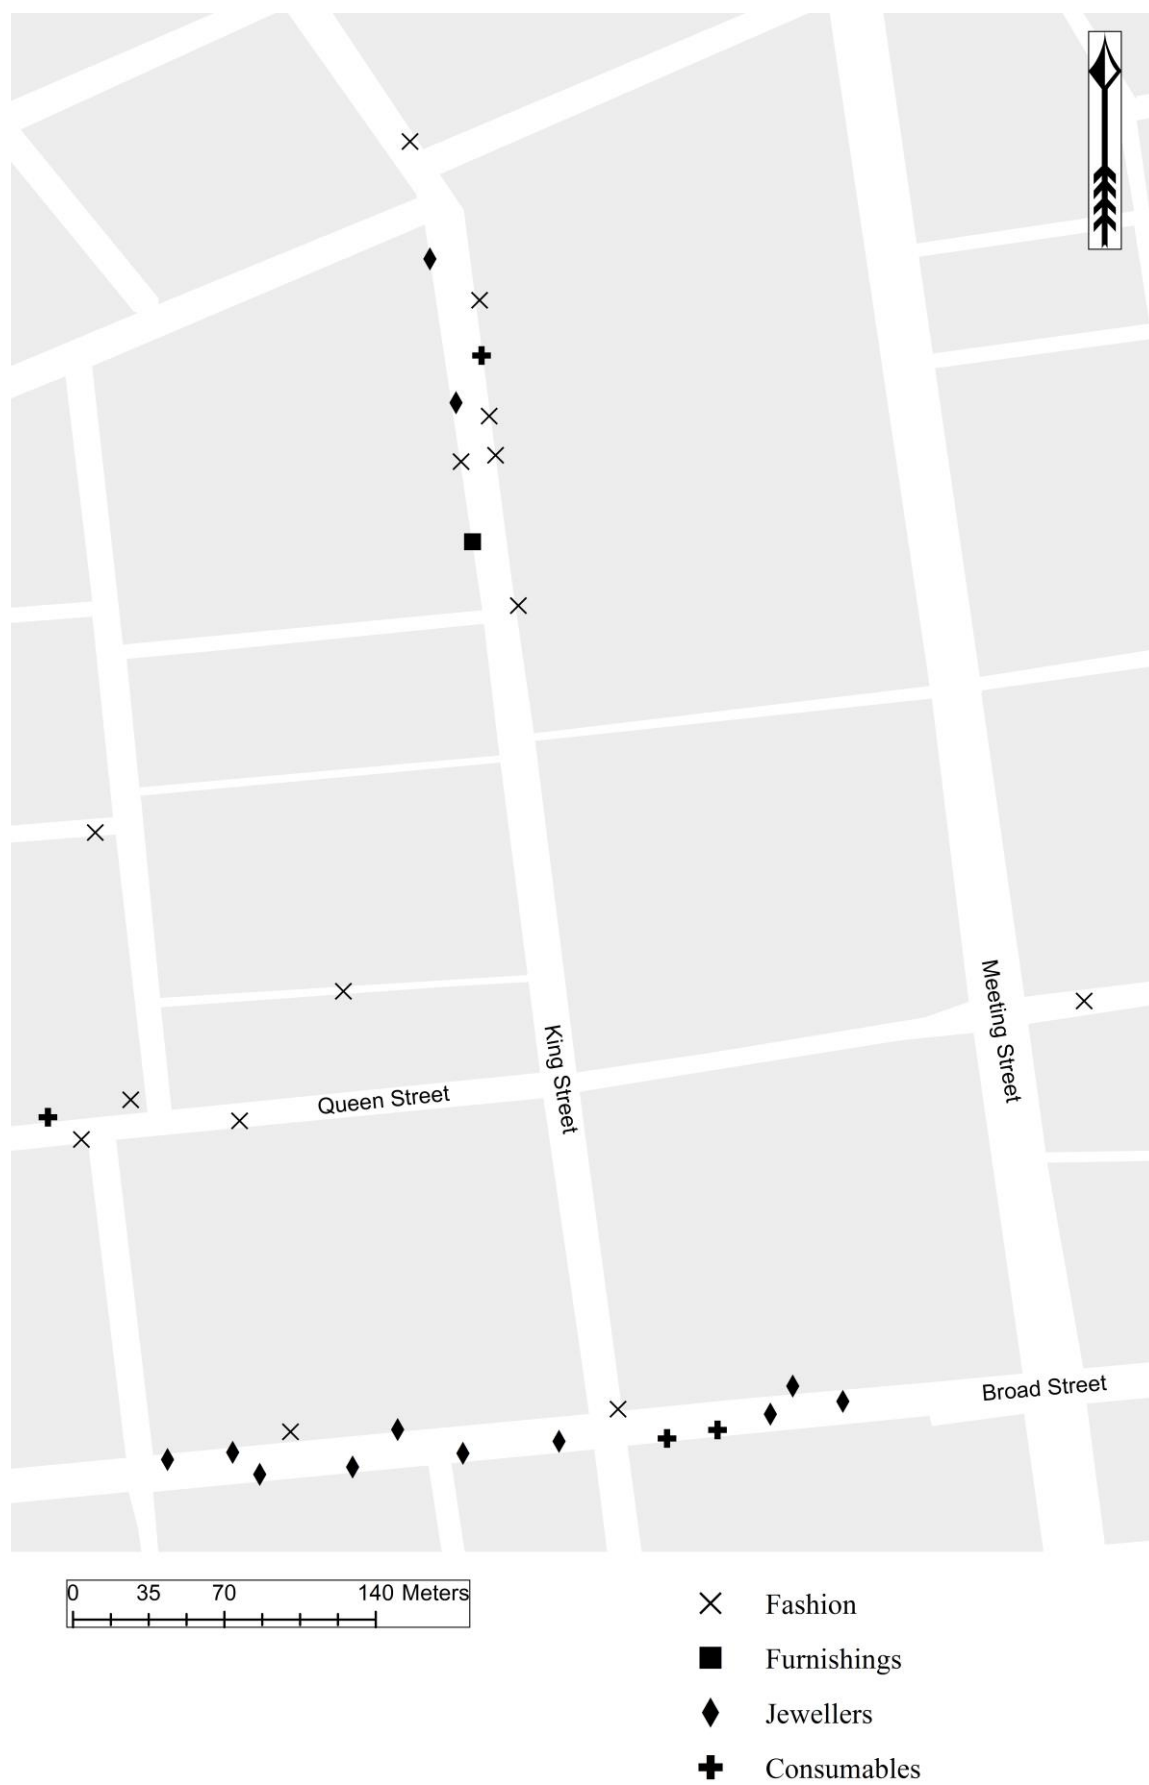 Meeting Street
King Street
Queen Street
Broad Street
0 35 70 140 Meters
Fashion
Furnishings
Jewellers
Consumables